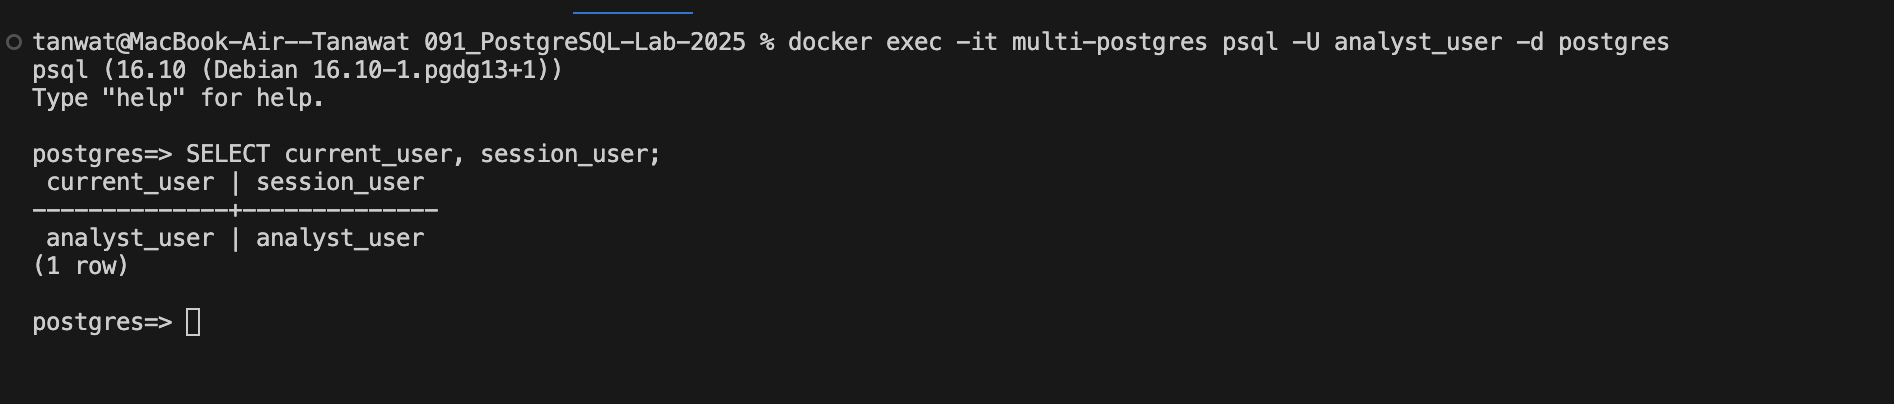 tanwat@MacBook-Air--Tanawat 091_PostgreSQL-Lab-2025 % docker exec -it multi-postgres psql -U analyst_user -d postgres
psql (16.10 (Debian 16.10-1.pgdg13+1))
Type "help" for help.

postgres=> SELECT current_user, session_user;
 current_user | session_user
--------------+--------------
 analyst_user | analyst_user
(1 row)

postgres=>